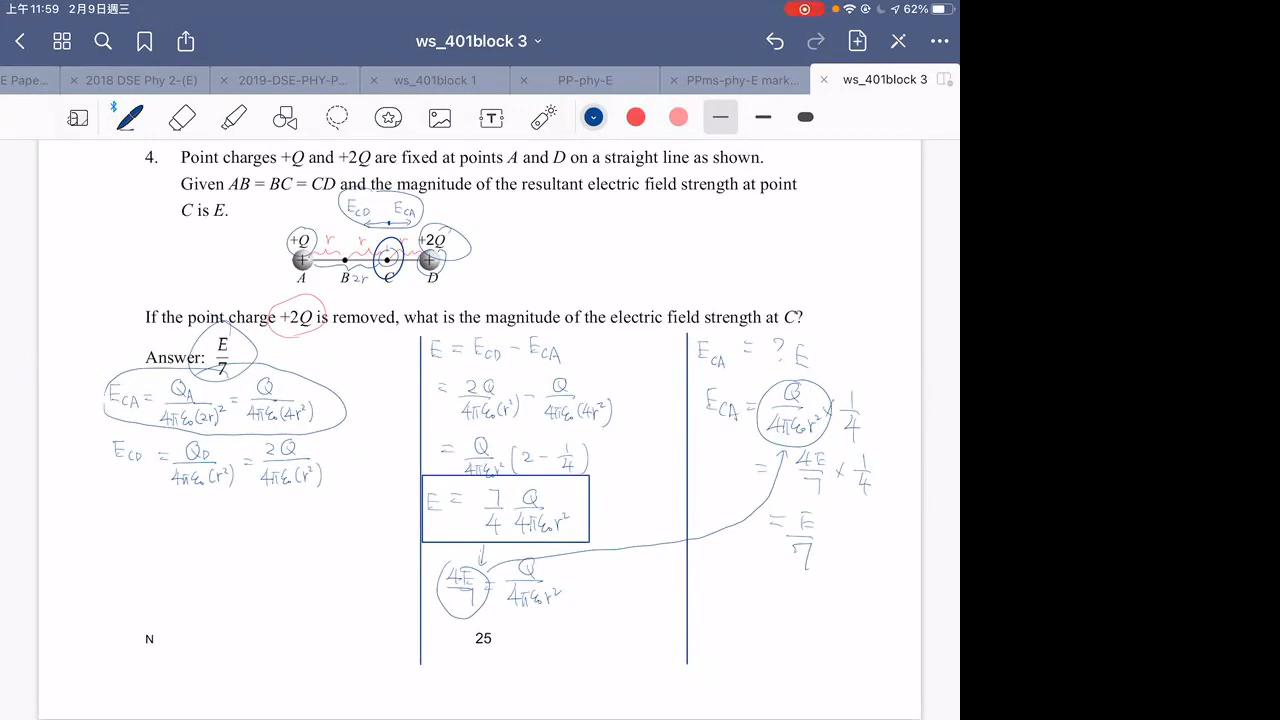 上午11:59 2月9日週三
62%
ws_401block 3
E Pape... × 2018 DSE Phy 2-(E) × 2019-DSE-PHY-P... × ws_401block 1 × PP-phy-E × PPms-phy-E mark... × ws_401block 3
4. Point charges +Q and +2Q are fixed at points A and D on a straight line as shown.
Given AB = BC = CD and the magnitude of the resultant electric field strength at point
C is E.
E_CD E_CA
+Q r r r +2Q
A B 2r C D
If the point charge +2Q is removed, what is the magnitude of the electric field strength at C?
Answer: E/7
E_CA = Q_A/4πε₀(2r)² = Q/4πε₀(4r²)
E_CD = Q_D/4πε₀(r²) = 2Q/4πε₀(r²)
E = E_CD - E_CA
= 2Q/4πε₀(r²) - Q/4πε₀(4r²)
= Q/4πε₀r² (2 - 1/4)
E = 7/4 Q/4πε₀r²
↓
4E/7 = Q/4πε₀r²
E_CA = ? E
E_CA = Q/4πε₀r² × 1/4
= 4E/7 × 1/4
= E/7
N 25